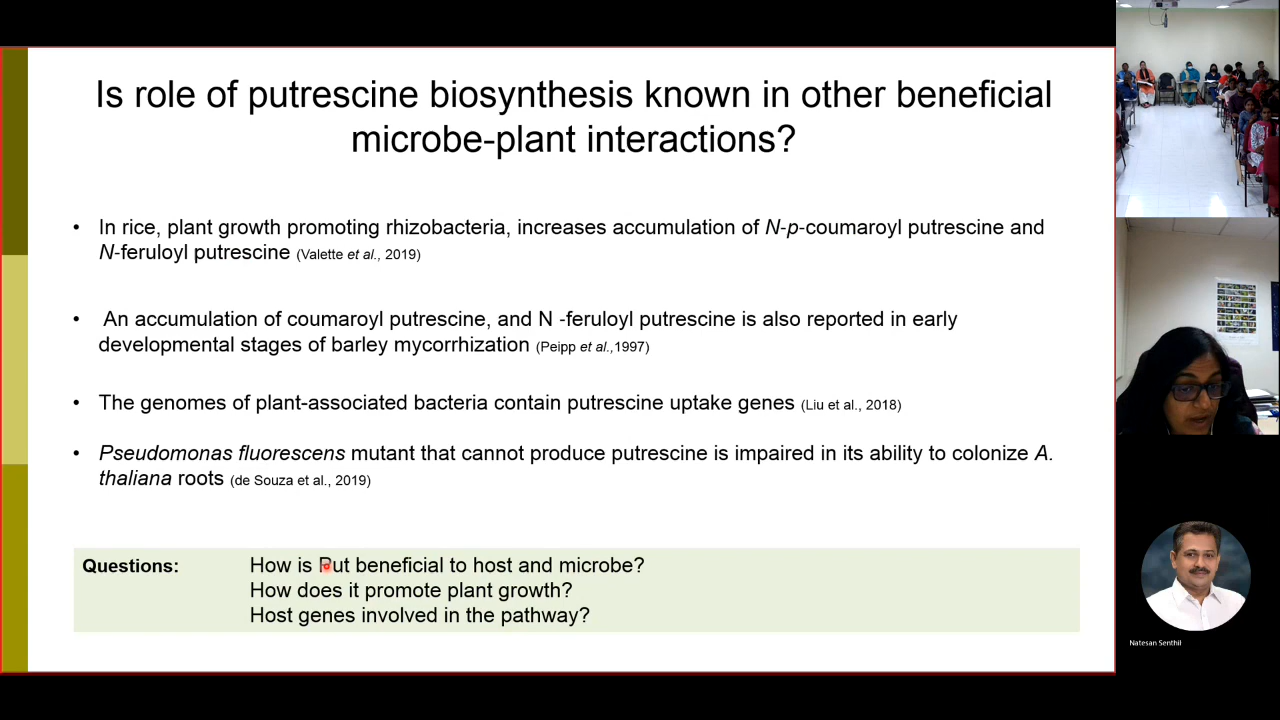 Is role of putrescine biosynthesis known in other beneficial
microbe-plant interactions?
• In rice, plant growth promoting rhizobacteria, increases accumulation of N-p-coumaroyl putrescine and
N-feruloyl putrescine (Valette et al., 2019)
• An accumulation of coumaroyl putrescine, and N -feruloyl putrescine is also reported in early
developmental stages of barley mycorrhization (Peipp et al.,1997)
• The genomes of plant-associated bacteria contain putrescine uptake genes (Liu et al., 2018)
• Pseudomonas fluorescens mutant that cannot produce putrescine is impaired in its ability to colonize A.
thaliana roots (de Souza et al., 2019)
Questions: How is Put beneficial to host and microbe?
How does it promote plant growth?
Host genes involved in the pathway?
Natesan Senthil